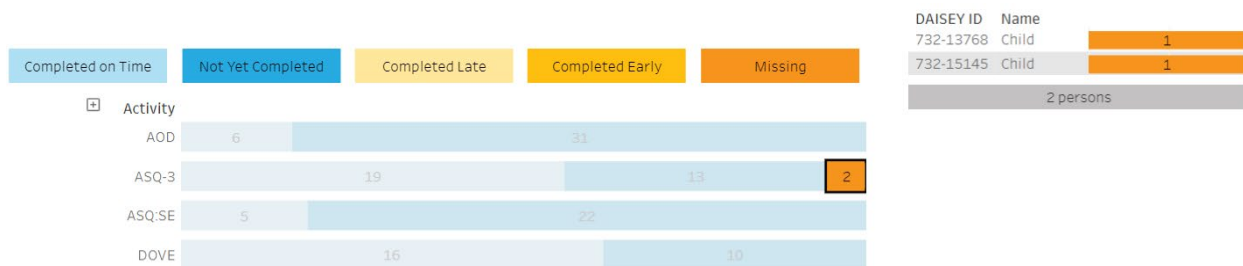 DAISEY ID Name
732-13768 Child 1
732-15145 Child 1
2 persons
Completed on Time Not Yet Completed Completed Late Completed Early Missing
+ Activity
AOD 6 31
ASQ-3 19 13 2
ASQ:SE 5 22
DOVE 16 10